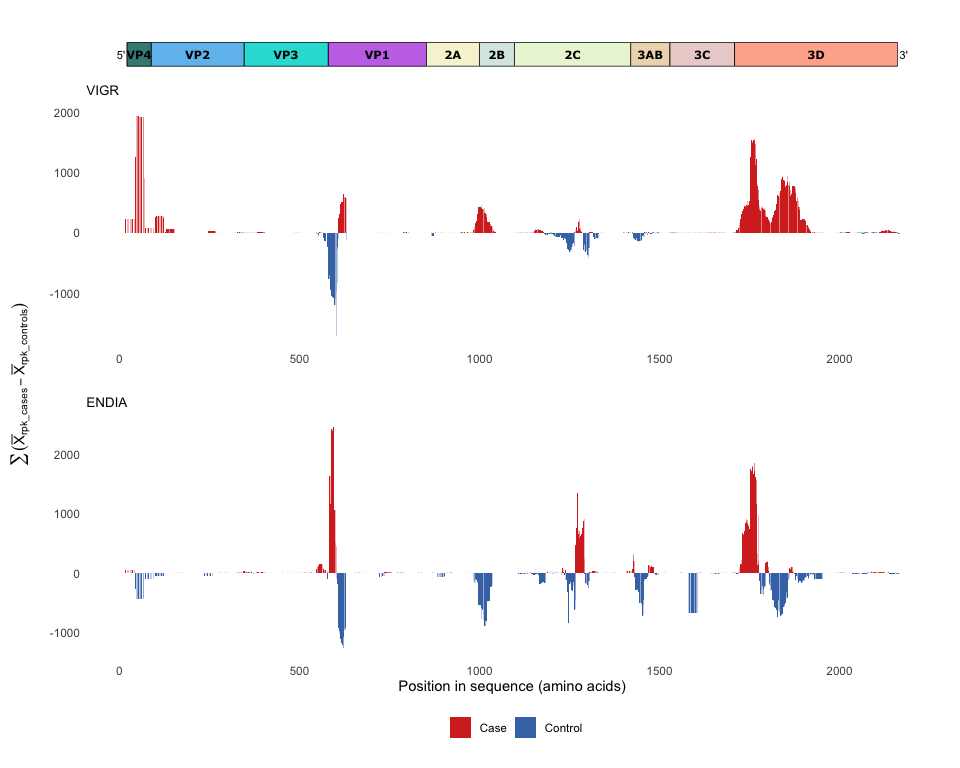 5' VP4 VP2 VP3 VP1 2A 2B 2C 3AB 3C 3D 3'
VIGR
2000
1000
0
-1000
0 500 1000 1500 2000
∑(X̅rpk_cases − X̅rpk_controls)
ENDIA
2000
1000
0
-1000
0 500 1000 1500 2000
Position in sequence (amino acids)
Case Control